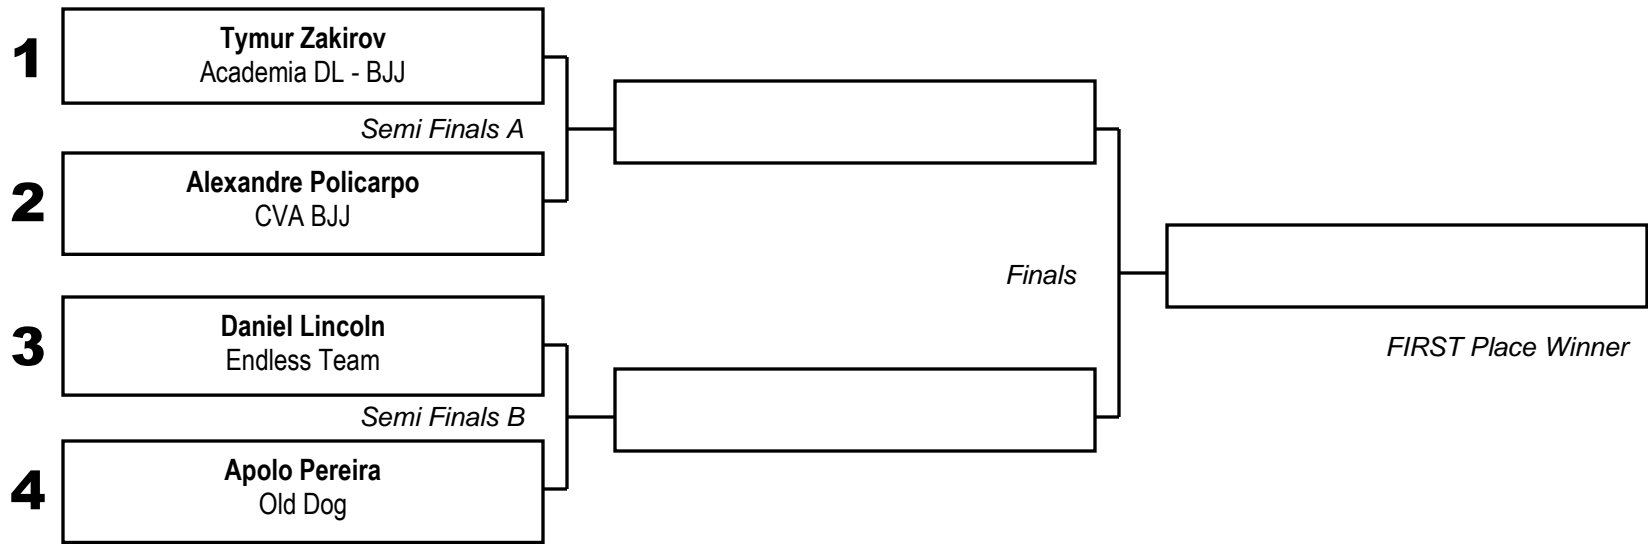 1
Tymur Zakirov
Academia DL - BJJ
Semi Finals A
2
Alexandre Policarpo
CVA BJJ
3
Daniel Lincoln
Endless Team
Semi Finals B
4
Apolo Pereira
Old Dog
Finals
FIRST Place Winner